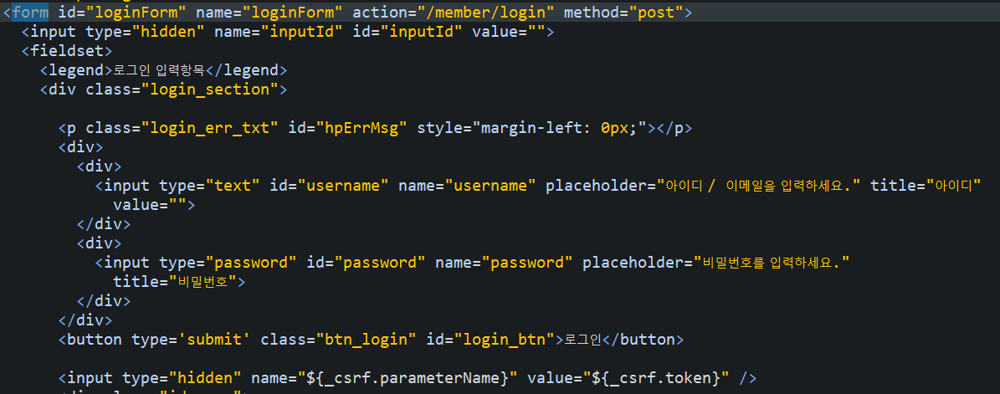 <form id="loginForm" name="loginForm" action="/member/login" method="post">
<input type="hidden" name="inputId" id="inputId" value="">
<fieldset>
<legend>로그인 입력항목</legend>
<div class="login_section">
<p class="login_err_txt" id="hpErrMsg" style="margin-left: 0px;"></p>
<div>
<div>
<input type="text" id="username" name="username" placeholder="아이디 / 이메일을 입력하세요." title="아이디"
value="">
</div>
<div>
<input type="password" id="password" name="password" placeholder="비밀번호를 입력하세요."
title="비밀번호">
</div>
</div>
<button type='submit' class="btn_login" id="login_btn">로그인</button>
<input type="hidden" name="${_csrf.parameterName}" value="${_csrf.token}" />